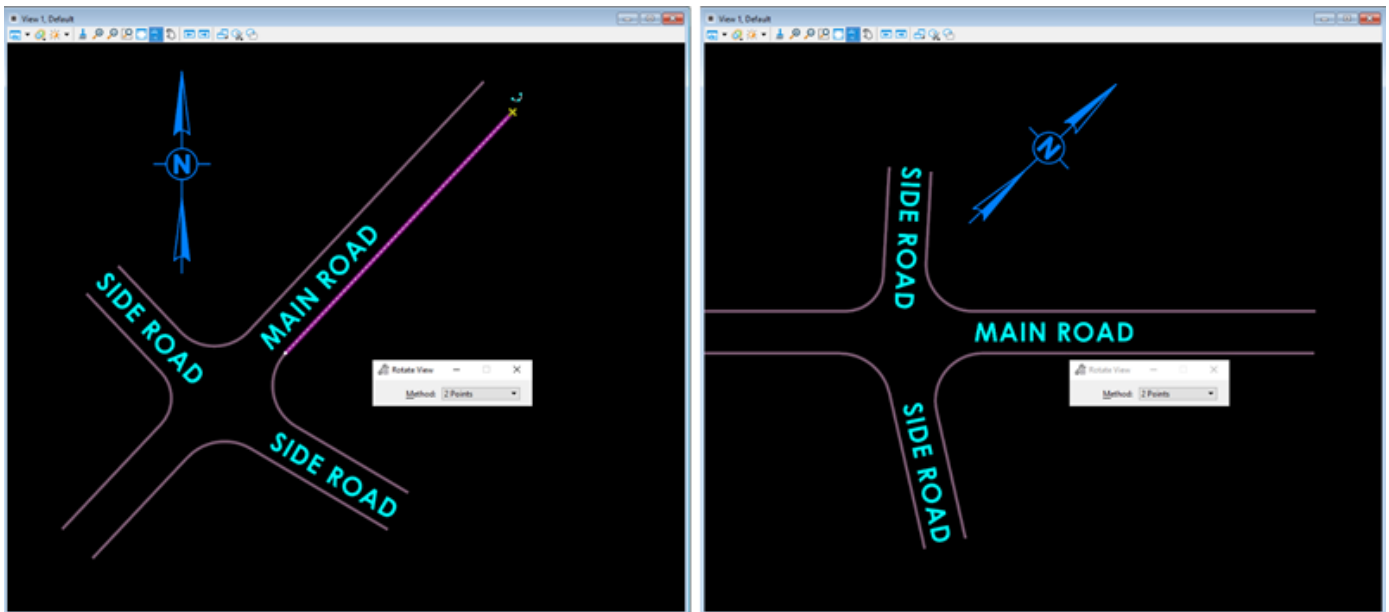 View 1, Default
N
MAIN ROAD
SIDE ROAD
Rotate View
Method: 2 Points
SIDE ROAD
View 1, Default
N
SIDE ROAD
MAIN ROAD
Rotate View
Method: 2 Points
SIDE ROAD